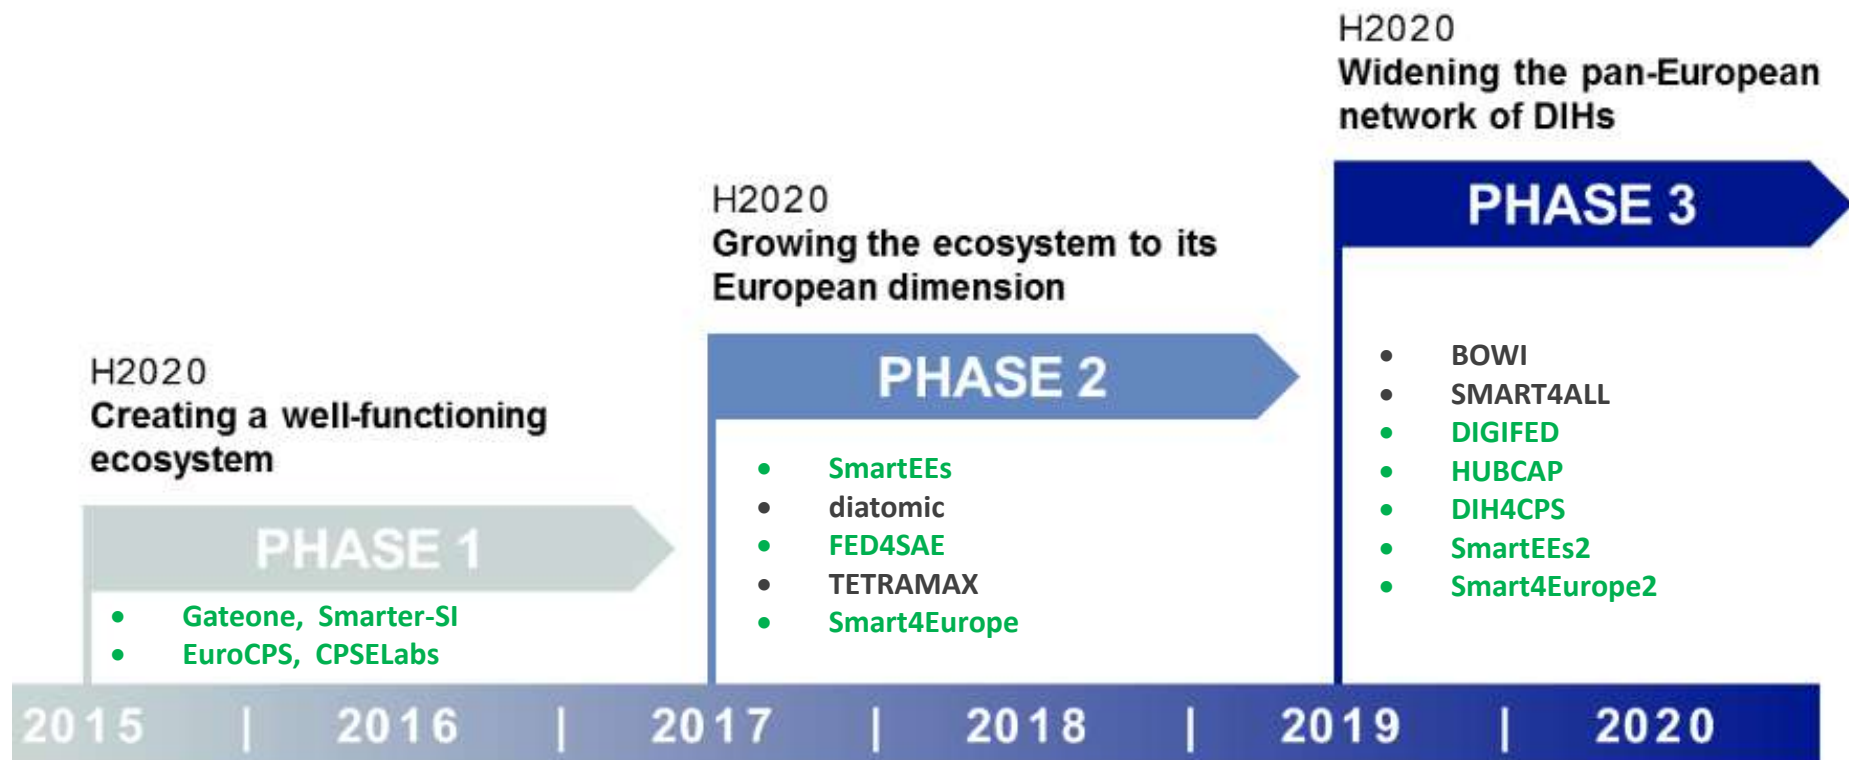 H2020
Creating a well-functioning
ecosystem
PHASE 1
• Gateone, Smarter-SI
• EuroCPS, CPSELabs
H2020
Growing the ecosystem to its
European dimension
PHASE 2
• SmartEEs
• diatomic
• FED4SAE
• TETRAMAX
• Smart4Europe
H2020
Widening the pan-European
network of DIHs
PHASE 3
• BOWI
• SMART4ALL
• DIGIFED
• HUBCAP
• DIH4CPS
• SmartEEs2
• Smart4Europe2
2015 | 2016 | 2017 | 2018 | 2019 | 2020